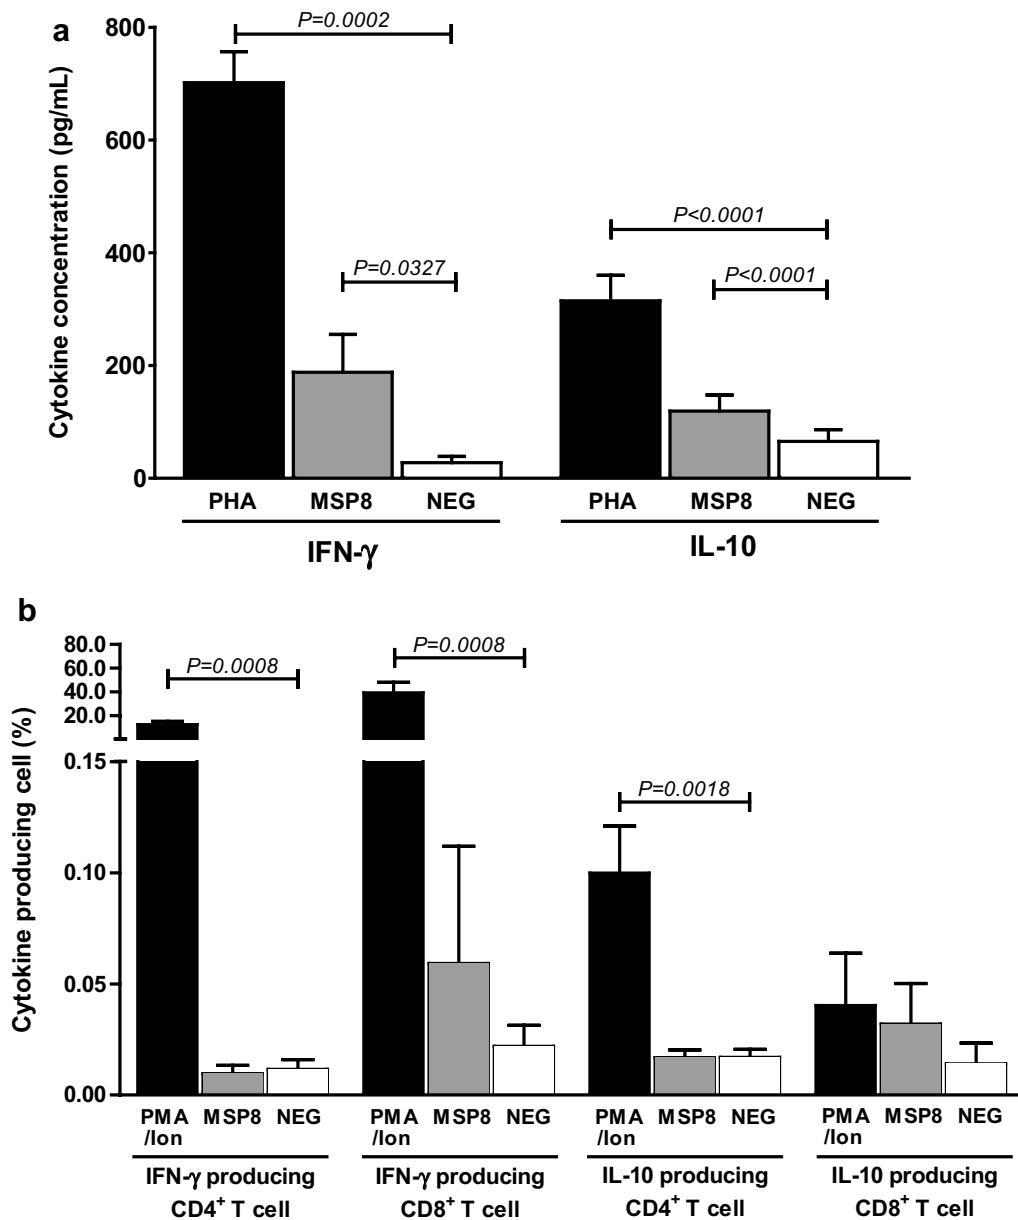 a
Cytokine concentration (pg/mL)
800
600
400
200
0
P=0.0002
P=0.0327
P<0.0001
P<0.0001
PHA MSP8 NEG PHA MSP8 NEG
IFN-γ IL-10
b
Cytokine producing cell (%)
80.0
60.0
40.0
20.0
0.15
0.10
0.05
0.00
P=0.0008
P=0.0008
P=0.0018
PMA MSP8 NEG PMA MSP8 NEG PMA MSP8 NEG PMA MSP8 NEG
/Ion /Ion /Ion /Ion
IFN-γ producing IFN-γ producing IL-10 producing IL-10 producing
CD4⁺ T cell CD8⁺ T cell CD4⁺ T cell CD8⁺ T cell